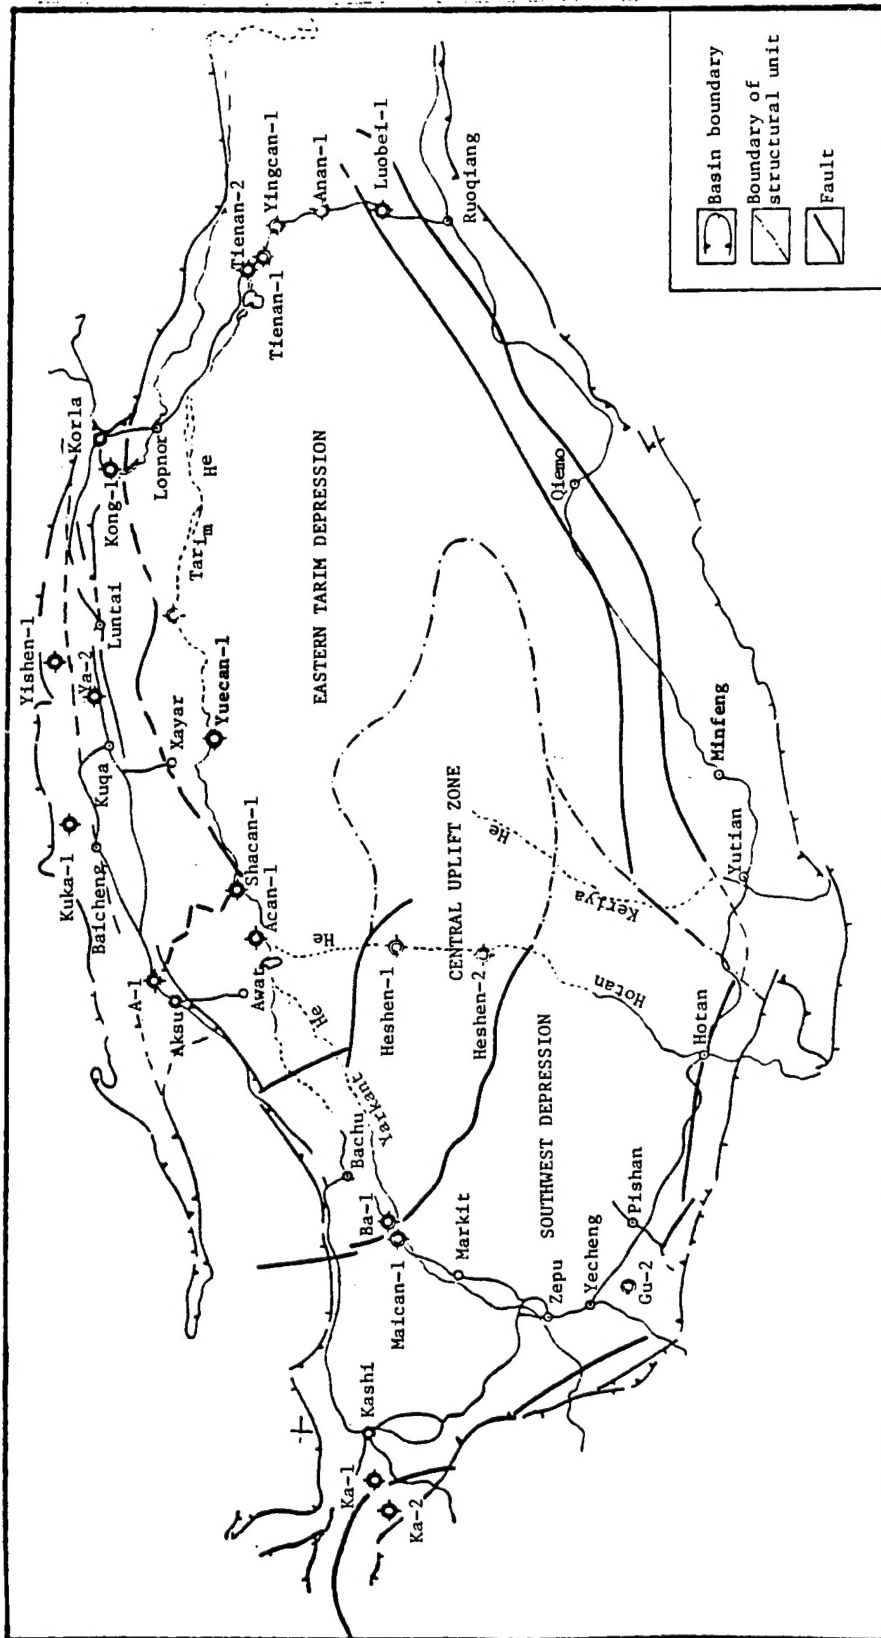 Yishen-1
Korla
Kuka-1
Ya-2
Kong-1
Kuqa
Luntai
Baicheng
Lopnor
Tienan-2
Yingcan-1
Xayar
Tarim He
Tienan-1
Anan-1
A-1
Yuecan-1
Luobei-1
Aksu
Shacan-1
Acan-1
Awat
He
EASTERN TARIM DEPRESSION
Ruoqiang
He
Bachu
Yarkant
Heshen-1
Ka-1
Kashi
Ba-1
CENTRAL UPLIFT ZONE
Qiemo
Ka-2
Maican-1
Markit
Heshen-2
He
SOUTHWEST DEPRESSION
Keriya
Zepu
Hotan
Yecheng
Minfeng
Pishan
Gu-2
Hotan
Yutian
Basin boundary
Boundary of
structural unit
Fault